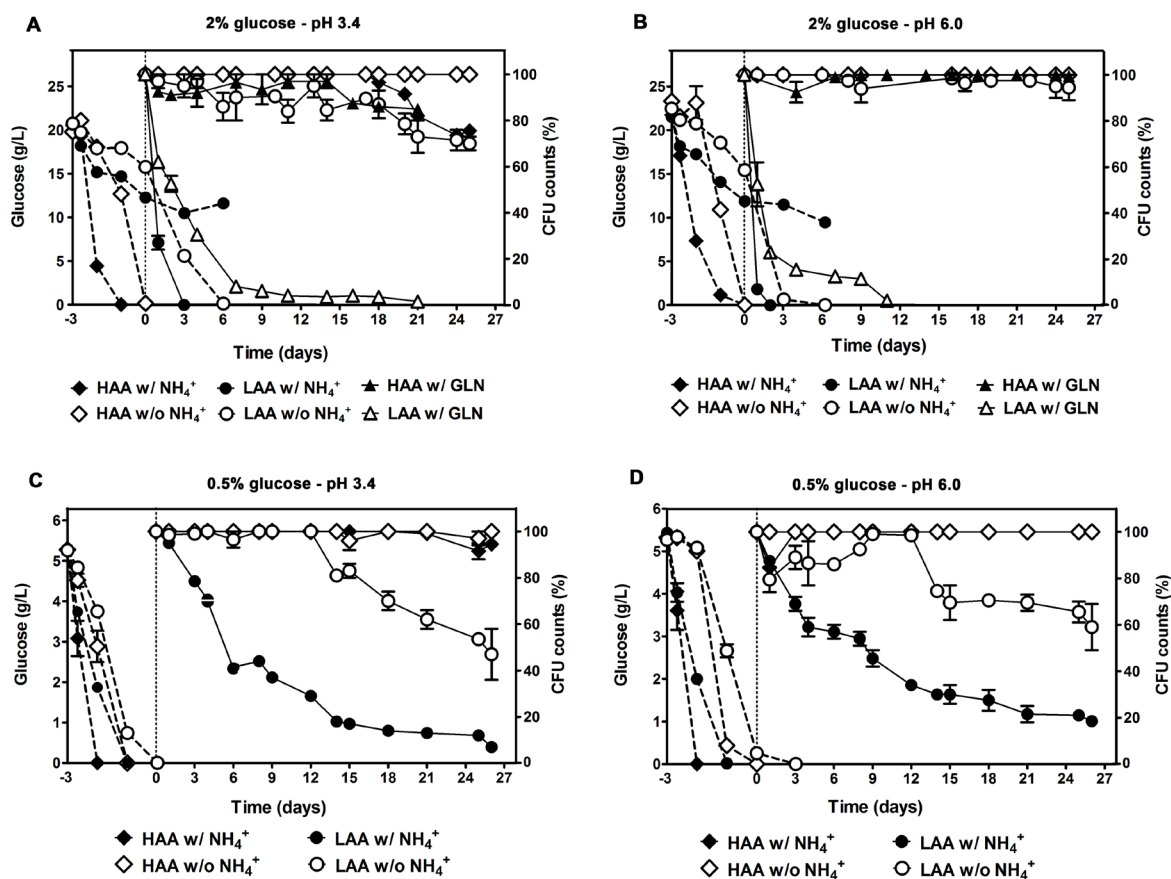 A
2% glucose - pH 3.4
Glucose (g/L)
25
20
15
10
5
0
CFU counts (%)
100
80
60
40
20
0
-3 0 3 6 9 12 15 18 21 24 27
Time (days)
HAA w/ NH₄⁺ LAA w/ NH₄⁺ HAA w/ GLN
HAA w/o NH₄⁺ LAA w/o NH₄⁺ LAA w/ GLN
B
2% glucose - pH 6.0
Glucose (g/L)
25
20
15
10
5
0
CFU counts (%)
100
80
60
40
20
0
-3 0 3 6 9 12 15 18 21 24 27
Time (days)
HAA w/ NH₄⁺ LAA w/ NH₄⁺ HAA w/ GLN
HAA w/o NH₄⁺ LAA w/o NH₄⁺ LAA w/ GLN
C
0.5% glucose - pH 3.4
Glucose (g/L)
6
5
4
3
2
1
0
CFU counts (%)
100
80
60
40
20
0
-3 0 3 6 9 12 15 18 21 24 27
Time (days)
HAA w/ NH₄⁺ LAA w/ NH₄⁺
HAA w/o NH₄⁺ LAA w/o NH₄⁺
D
0.5% glucose - pH 6.0
Glucose (g/L)
6
5
4
3
2
1
0
CFU counts (%)
100
80
60
40
20
0
-3 0 3 6 9 12 15 18 21 24 27
Time (days)
HAA w/ NH₄⁺ LAA w/ NH₄⁺
HAA w/o NH₄⁺ LAA w/o NH₄⁺